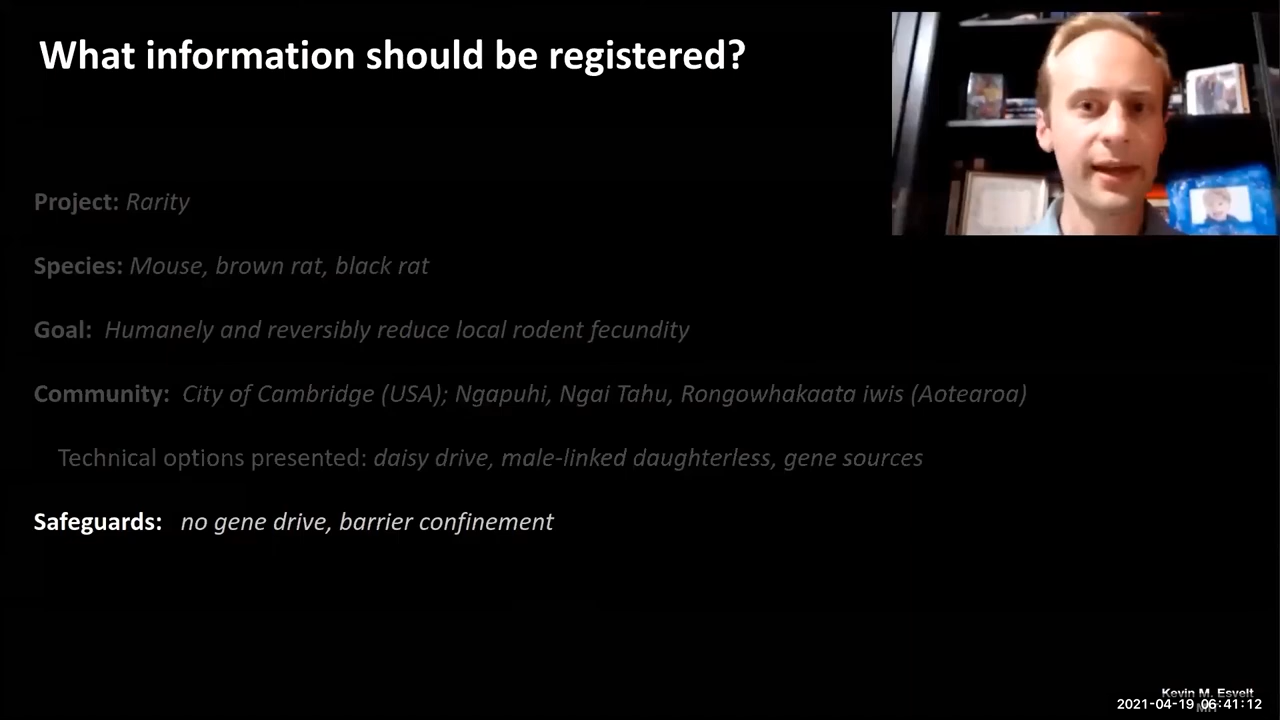 What information should be registered?
Project: Rarity
Species: Mouse, brown rat, black rat
Goal: Humanely and reversibly reduce local rodent fecundity
Community: City of Cambridge (USA); Ngapuhi, Ngai Tahu, Rongowhakaata iwis (Aotearoa)
Technical options presented: daisy drive, male-linked daughterless, gene sources
Safeguards: no gene drive, barrier confinement
Kevin M. Esvelt
2021-04-19 06:41:12